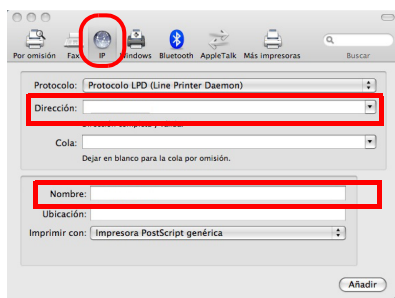 Por omisión Fax IP Windows Bluetooth AppleTalk Más impresoras Buscar
Protocolo: Protocolo LPD (Line Printer Daemon)
Dirección:
Cola:
Dejar en blanco para la cola por omisión.
Nombre:
Ubicación:
Imprimir con: Impresora PostScript genérica
Añadir